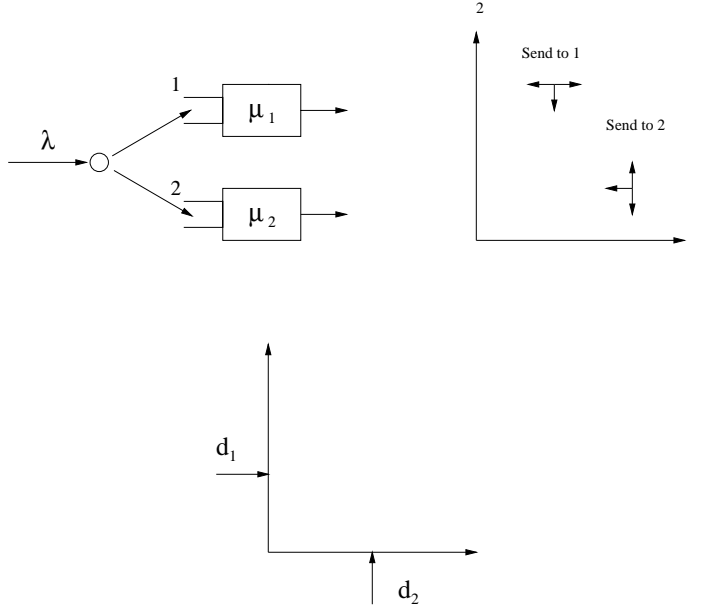 2
Send to 1
1
μ 1
λ
Send to 2
2
μ 2
d1
d2